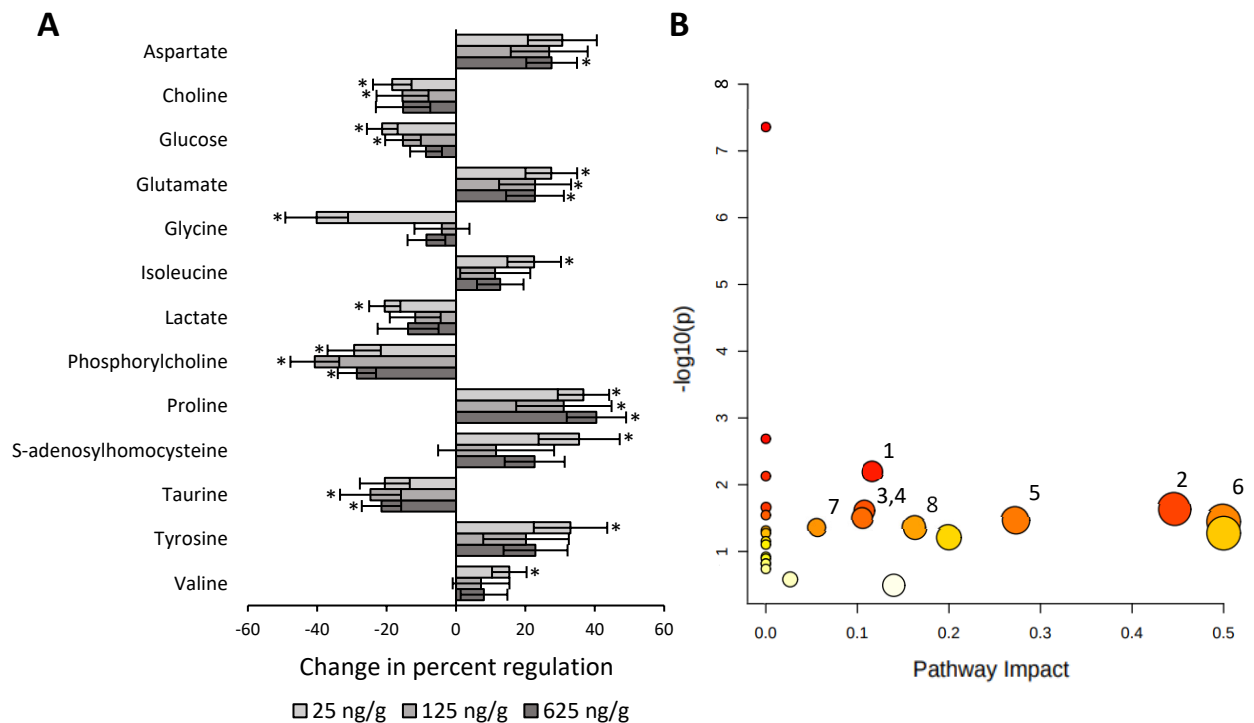 A
Aspartate
*
Choline
*
*
Glucose
*
*
Glutamate
*
*
*
Glycine
*
Isoleucine
*
Lactate
*
Phosphorylcholine
*
*
*
Proline
*
*
*
S-adenosylhomocysteine
*
Taurine
*
*
Tyrosine
*
Valine
*
-60 -40 -20 0 20 40 60
Change in percent regulation
25 ng/g 125 ng/g 625 ng/g
B
-log10(p)
8
7
6
5
4
3
2
1
1
2
3,4
5
6
7
8
0.0 0.1 0.2 0.3 0.4 0.5
Pathway Impact